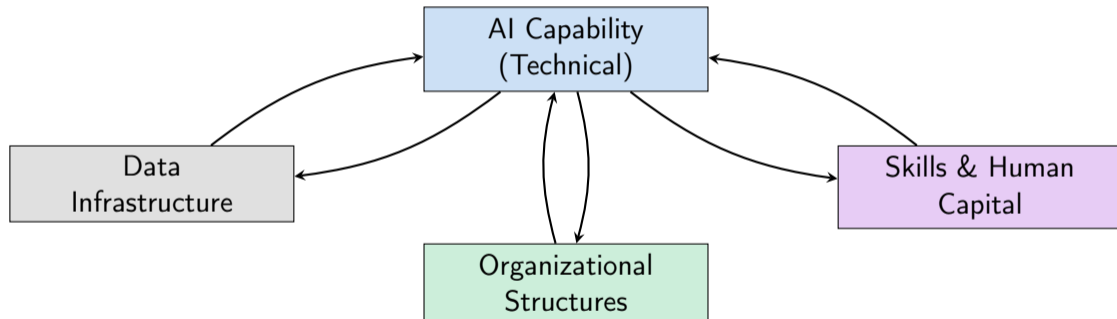 AI Capability
(Technical)
Data
Infrastructure
Skills & Human
Capital
Organizational
Structures